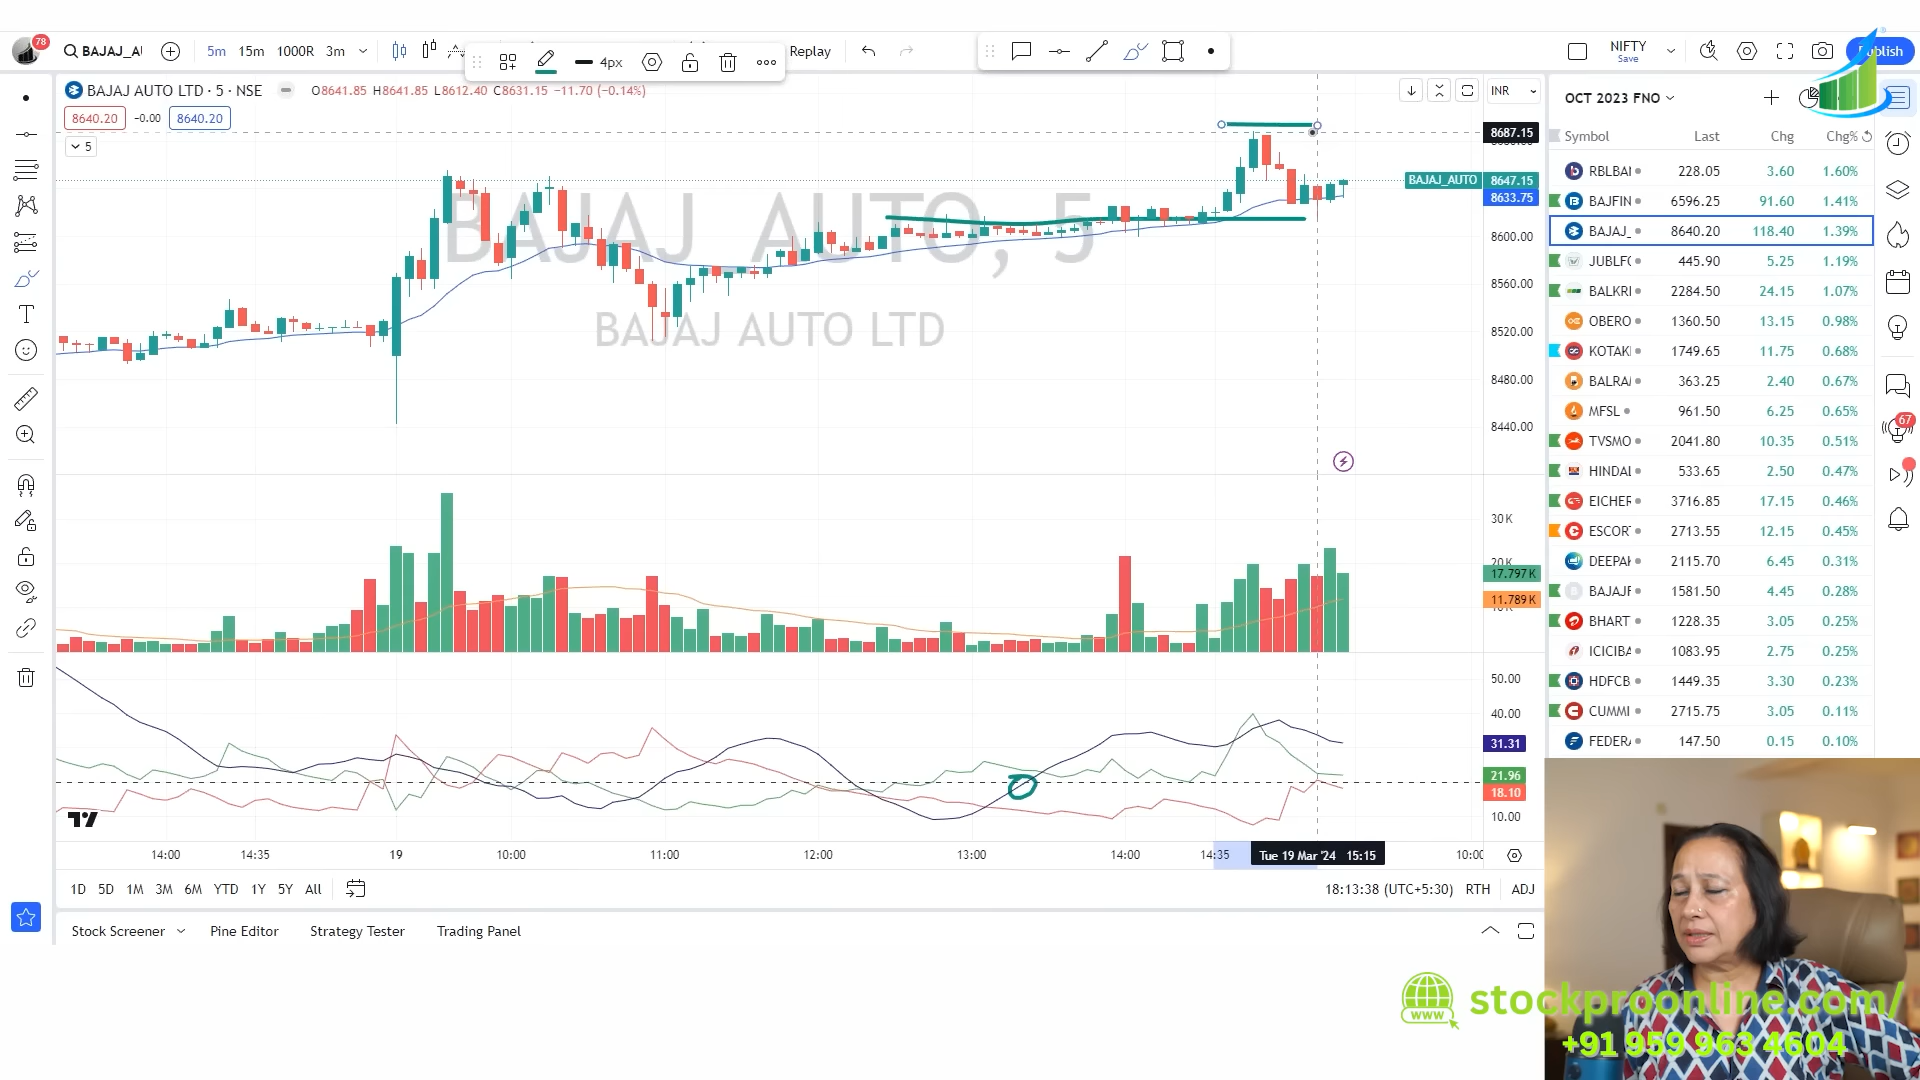 78
BAJAJ_AU
5m 15m 1000R 3m
4px
Replay
NIFTY
Save
Publish
BAJAJ AUTO LTD · 5 · NSE
O8641.85 H8641.85 L8612.40 C8631.15 −11.70 (−0.14%)
8640.20 −0.00 8640.20
5
INR
BAJAJ AUTO, 5
BAJAJ AUTO LTD
8687.15
BAJAJ_AUTO 8647.15
8633.75
8600.00
8560.00
8520.00
8480.00
8440.00
30K
17.797K
11.789K
50.00
40.00
31.31
21.96
18.10
10.00
14:00 14:35 19 10:00 11:00 12:00 13:00 14:00 14:35 Tue 19 Mar '24 15:15 10:00
1D 5D 1M 3M 6M YTD 1Y 5Y All
18:13:38 (UTC+5:30) RTH ADJ
Stock Screener Pine Editor Strategy Tester Trading Panel
OCT 2023 FNO
Symbol Last Chg Chg%
RBLBAI 228.05 3.60 1.60%
BAJFIN 6596.25 91.60 1.41%
BAJAJ_ 8640.20 118.40 1.39%
JUBLF 445.90 5.25 1.19%
BALKRI 2284.50 24.15 1.07%
OBERO 1360.50 13.15 0.98%
KOTAK 1749.65 11.75 0.68%
BALRA 363.25 2.40 0.67%
MFSL 961.50 6.25 0.65%
TVSMO 2041.80 10.35 0.51%
HINDAL 533.65 2.50 0.47%
EICHER 3716.85 17.15 0.46%
ESCOR 2713.55 12.15 0.45%
DEEPAK 2115.70 6.45 0.31%
BAJAJF 1581.50 4.45 0.28%
BHART 1228.35 3.05 0.25%
ICICIBA 1083.95 2.75 0.25%
HDFCB 1449.35 3.30 0.23%
CUMMI 2715.75 3.05 0.11%
FEDER 147.50 0.15 0.10%
67
WWW
stockproonline.com/
+91 959 963 4604